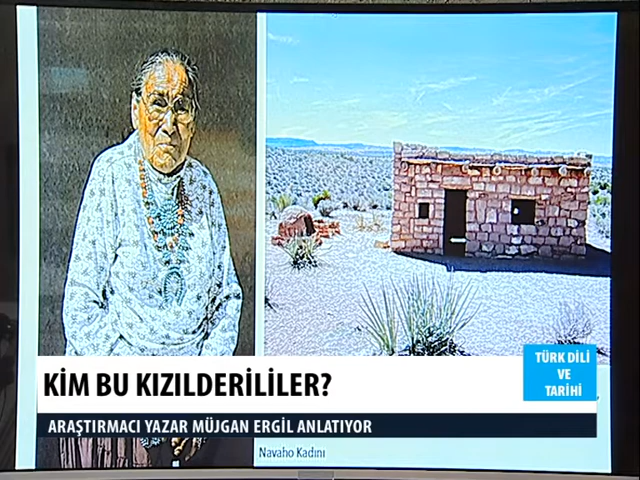 KİM BU KIZILDERİLİLER?
TÜRK DİLİ
VE
TARİHİ
ARAŞTIRMACI YAZAR MÜJGAN ERGİL ANLATIYOR
Navaho Kadını